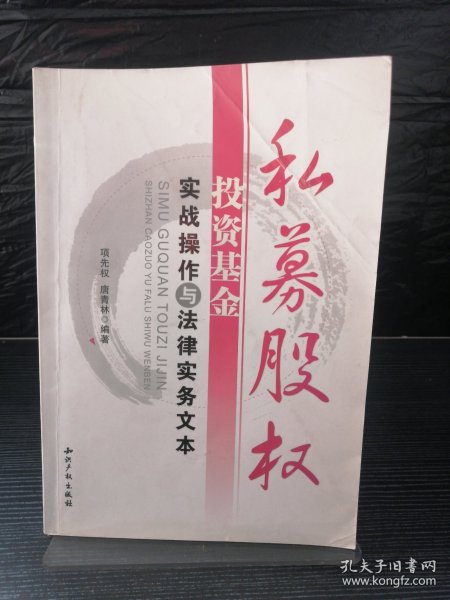 私募股权
投资基金
实战操作与法律实务文本
SIMU GUQUAN TOUZI JIJIN
SHIZHAN CAOZUO YU FALU SHIWU WENBEN
项先权 唐青林◎编著
知识产权出版社
孔夫子旧书网
www.kongfz.com